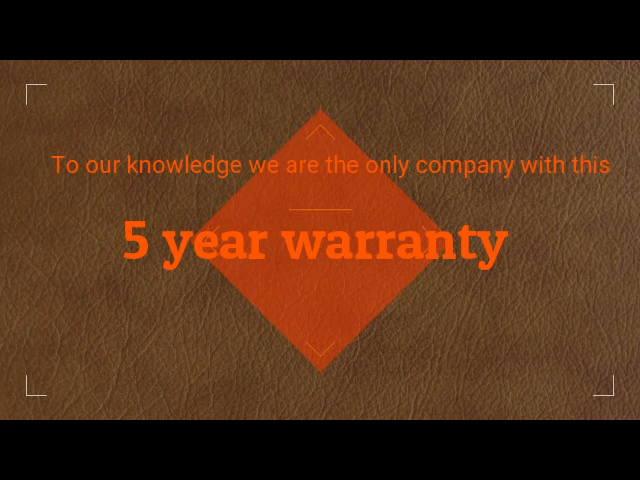 To our knowledge we are the only company with this
5 year warranty